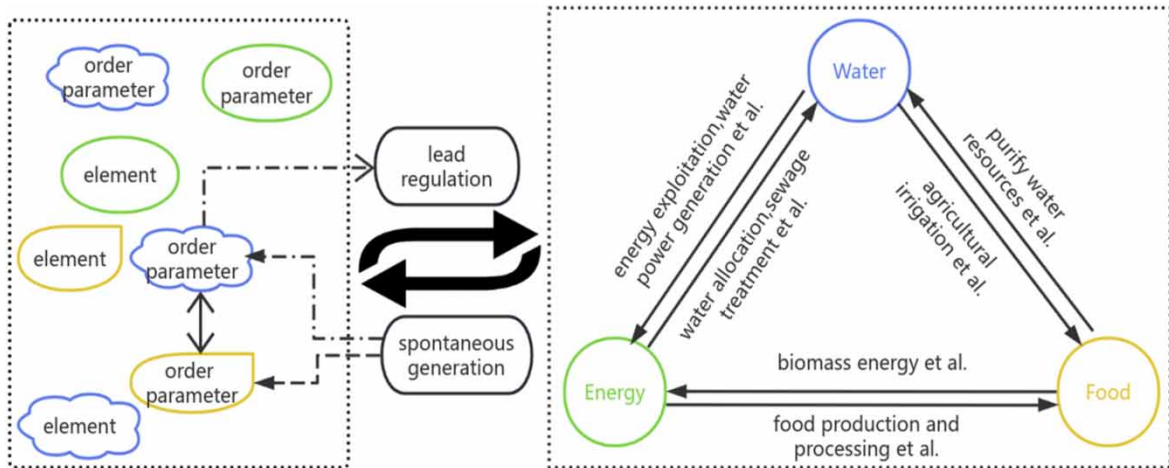 order
parameter
order
parameter
element
element
order
parameter
order
parameter
element
lead
regulation
spontaneous
generation
Water
energy exploitation,water
power generation et al.
water allocation,sewage
treatment et al.
purify water
resources et al.
agricultural
irrigation et al.
Energy
biomass energy et al.
food production and
processing et al.
Food